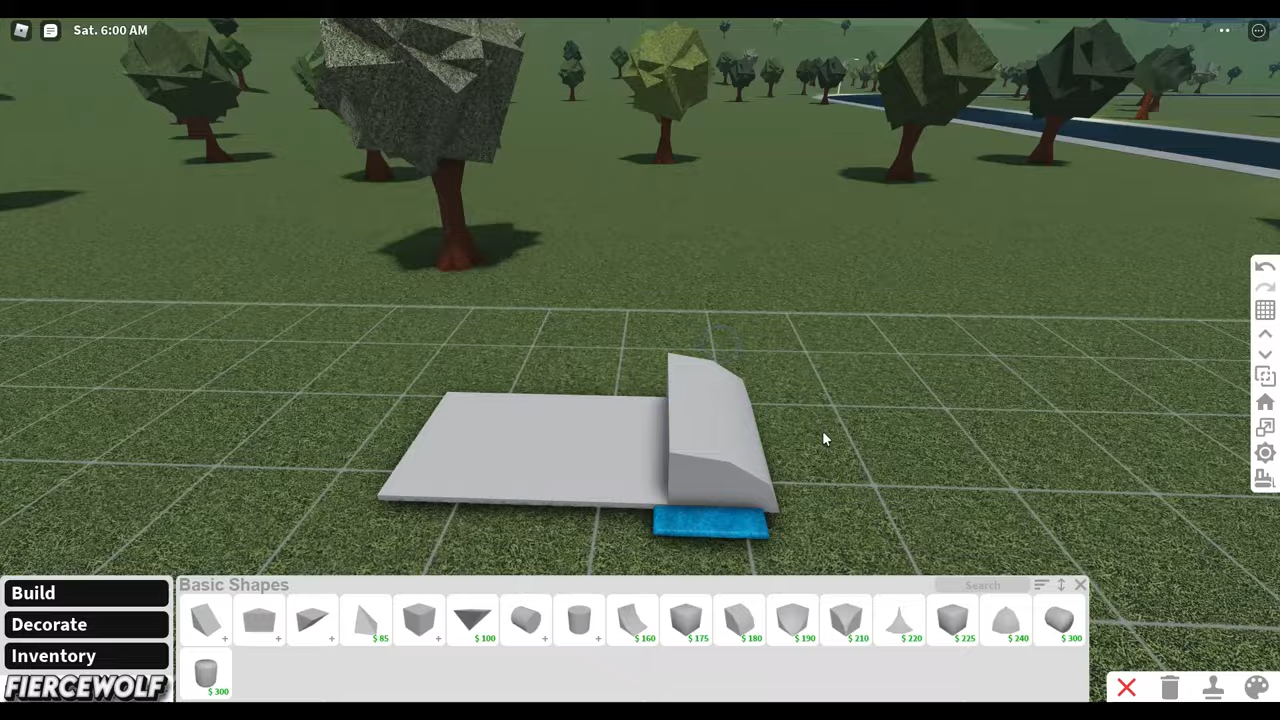 Sat. 6:00 AM
Build
Decorate
Inventory
FIERCEWOLF
Basic Shapes
Search
+
+
+
$ 85
+
$ 100
+
+
$ 160
$ 175
$ 180
$ 190
$ 210
$ 220
$ 225
$ 240
$ 300
$ 300